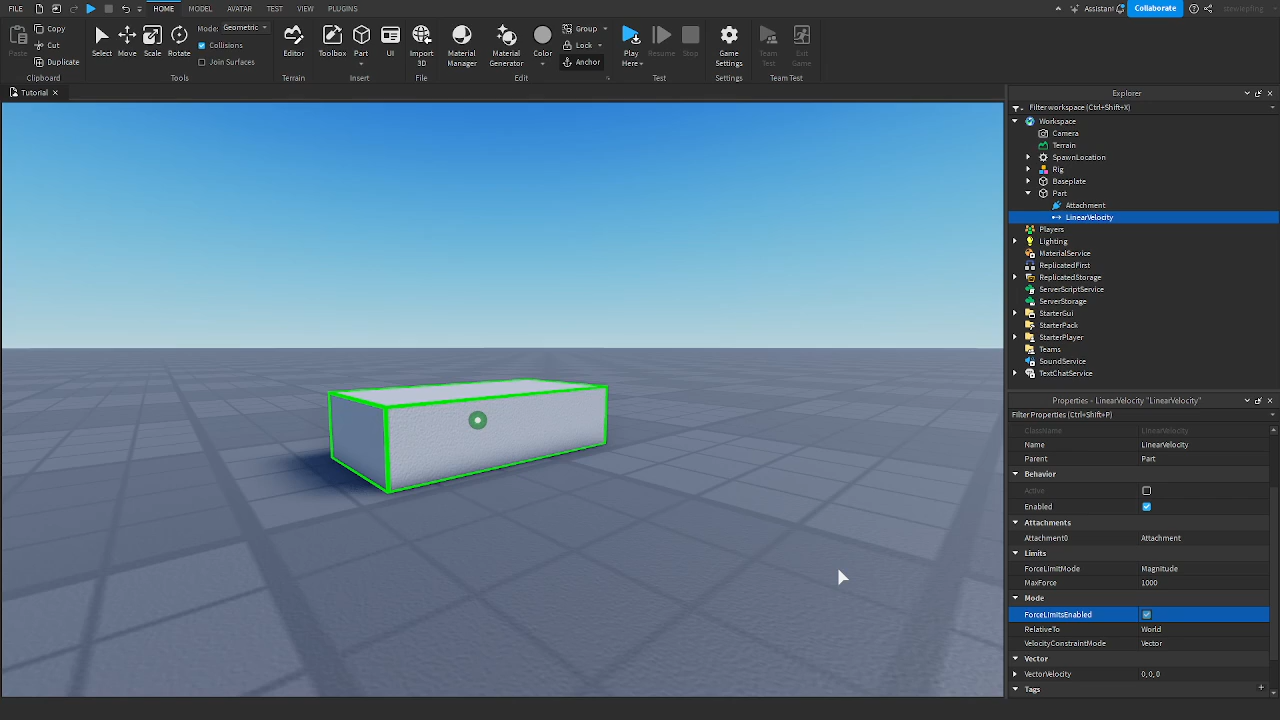 FILE HOME MODEL AVATAR TEST VIEW PLUGINS Assistant Collaborate stewiepfing
Copy Cut Duplicate Paste
Clipboard
Select Move Scale Rotate
Mode: Geometric
Collisions
Join Surfaces
Tools
Editor
Terrain
Toolbox Part UI
Insert
Import 3D
File
Material Manager Material Generator Color
Group
Lock
Anchor
Edit
Play Here Resume Stop
Test
Game Settings
Settings
Team Test Exit Game
Team Test
Tutorial
Explorer
Filter workspace (Ctrl+Shift+X)
Workspace
Camera
Terrain
SpawnLocation
Rig
Baseplate
Part
Attachment
LinearVelocity
Players
Lighting
MaterialService
ReplicatedFirst
ReplicatedStorage
ServerScriptService
ServerStorage
StarterGui
StarterPack
StarterPlayer
Teams
SoundService
TextChatService
Properties - LinearVelocity "LinearVelocity"
Filter Properties (Ctrl+Shift+P)
ClassName LinearVelocity
Name LinearVelocity
Parent Part
Behavior
Active
Enabled
Attachments
Attachment0 Attachment
Limits
ForceLimitMode Magnitude
MaxForce 1000
Mode
ForceLimitsEnabled
RelativeTo World
VelocityConstraintMode Vector
Vector
VectorVelocity 0, 0, 0
Tags